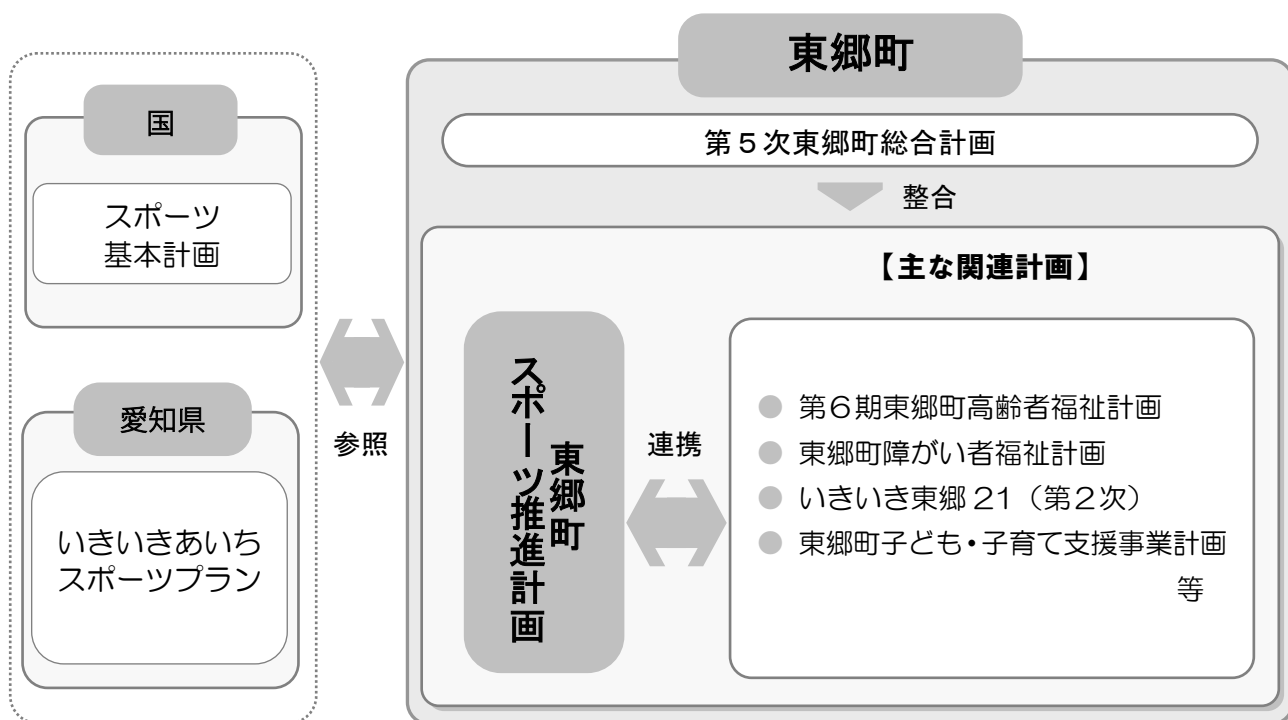 国
スポーツ
基本計画
愛知県
いきいきあいち
スポーツプラン
参照
東郷町
第5次東郷町総合計画
整合
【主な関連計画】
東郷町
スポーツ推進計画
連携
● 第6期東郷町高齢者福祉計画
● 東郷町障がい者福祉計画
● いきいき東郷 21（第2次）
● 東郷町子ども・子育て支援事業計画
等